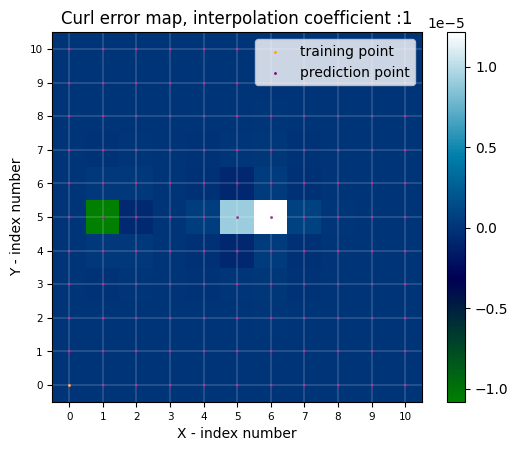 Curl error map, interpolation coefficient :1
1e−5
training point
prediction point
10
9
8
7
6
5
4
3
2
1
0
Y - index number
0 1 2 3 4 5 6 7 8 9 10
X - index number
1.0
0.5
0.0
−0.5
−1.0